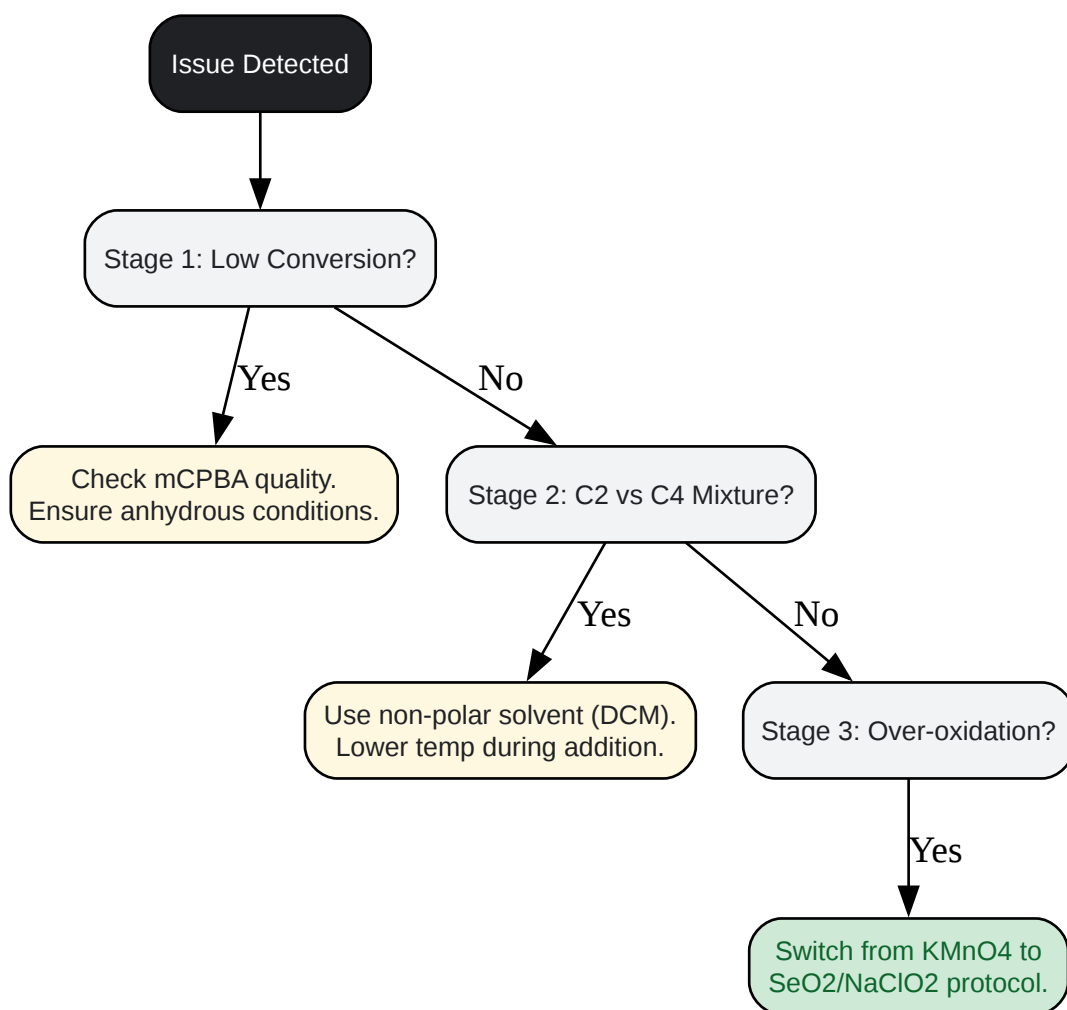 Issue Detected
Stage 1: Low Conversion?
Yes
No
Check mCPBA quality.
Ensure anhydrous conditions.
Stage 2: C2 vs C4 Mixture?
Yes
No
Use non-polar solvent (DCM).
Lower temp during addition.
Stage 3: Over-oxidation?
Yes
Switch from KMnO4 to
SeO2/NaClO2 protocol.